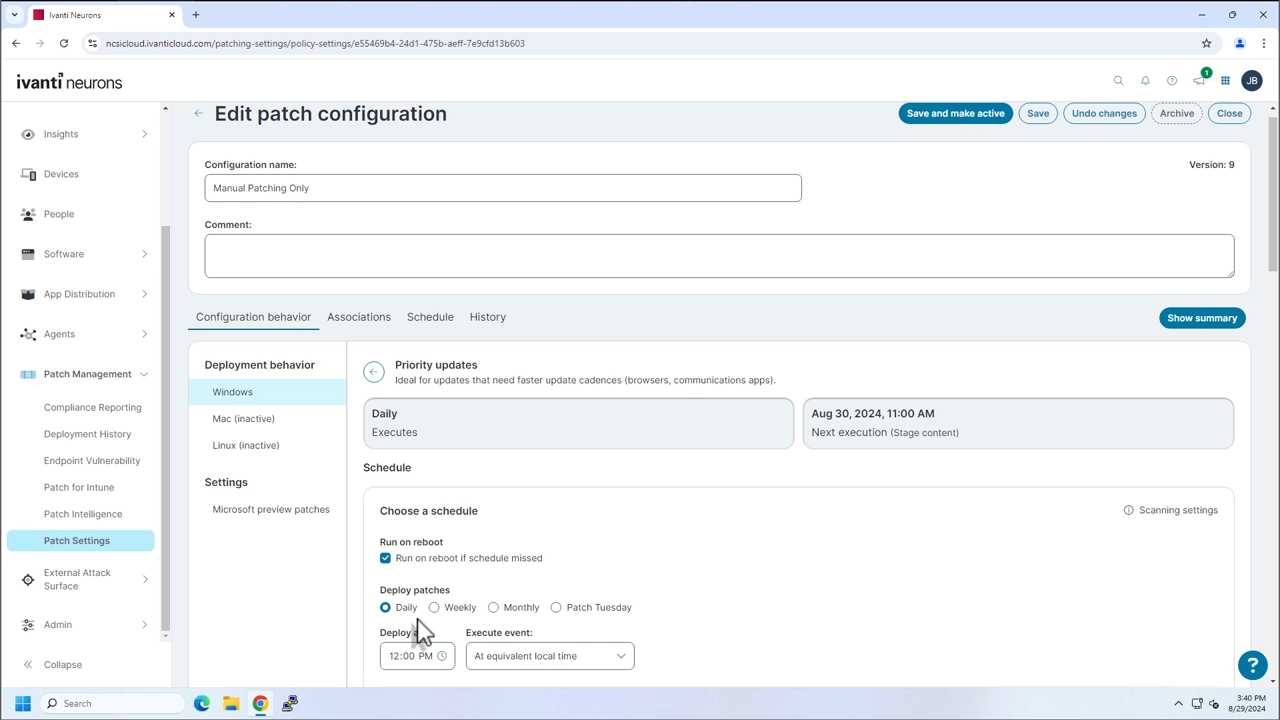 Ivanti Neurons
ncsicloud.ivanticloud.com/patching-settings/policy-settings/e55469b4-24d1-475b-aeff-7e9cfd13b603
ivanti neurons
1
JB
Insights
Devices
People
Software
App Distribution
Agents
Patch Management
Compliance Reporting
Deployment History
Endpoint Vulnerability
Patch for Intune
Patch Intelligence
Patch Settings
External Attack
Surface
Admin
Collapse
Edit patch configuration
Save and make active
Save
Undo changes
Archive
Close
Configuration name:
Version: 9
Manual Patching Only
Comment:
Configuration behavior
Associations
Schedule
History
Show summary
Deployment behavior
Windows
Mac (inactive)
Linux (inactive)
Settings
Microsoft preview patches
Priority updates
Ideal for updates that need faster update cadences (browsers, communications apps).
Daily
Executes
Aug 30, 2024, 11:00 AM
Next execution (Stage content)
Schedule
Choose a schedule
Scanning settings
Run on reboot
Run on reboot if schedule missed
Deploy patches
Daily
Weekly
Monthly
Patch Tuesday
Deploy
Execute event:
12:00 PM
At equivalent local time
?
Search
3:40 PM
8/29/2024